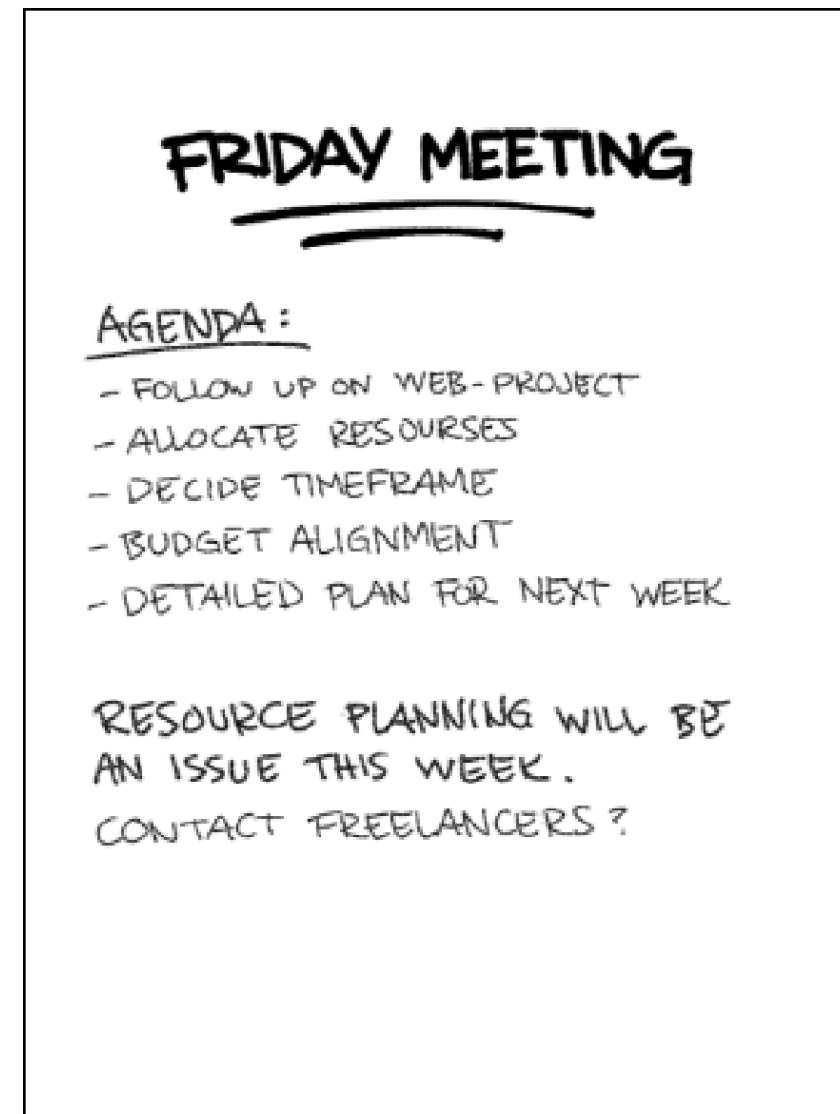 FRIDAY MEETING
AGENDA:
- FOLLOW UP ON WEB-PROJECT
- ALLOCATE RESOURSES
- DECIDE TIMEFRAME
- BUDGET ALIGNMENT
- DETAILED PLAN FOR NEXT WEEK
RESOURCE PLANNING WILL BE
AN ISSUE THIS WEEK.
CONTACT FREELANCERS?